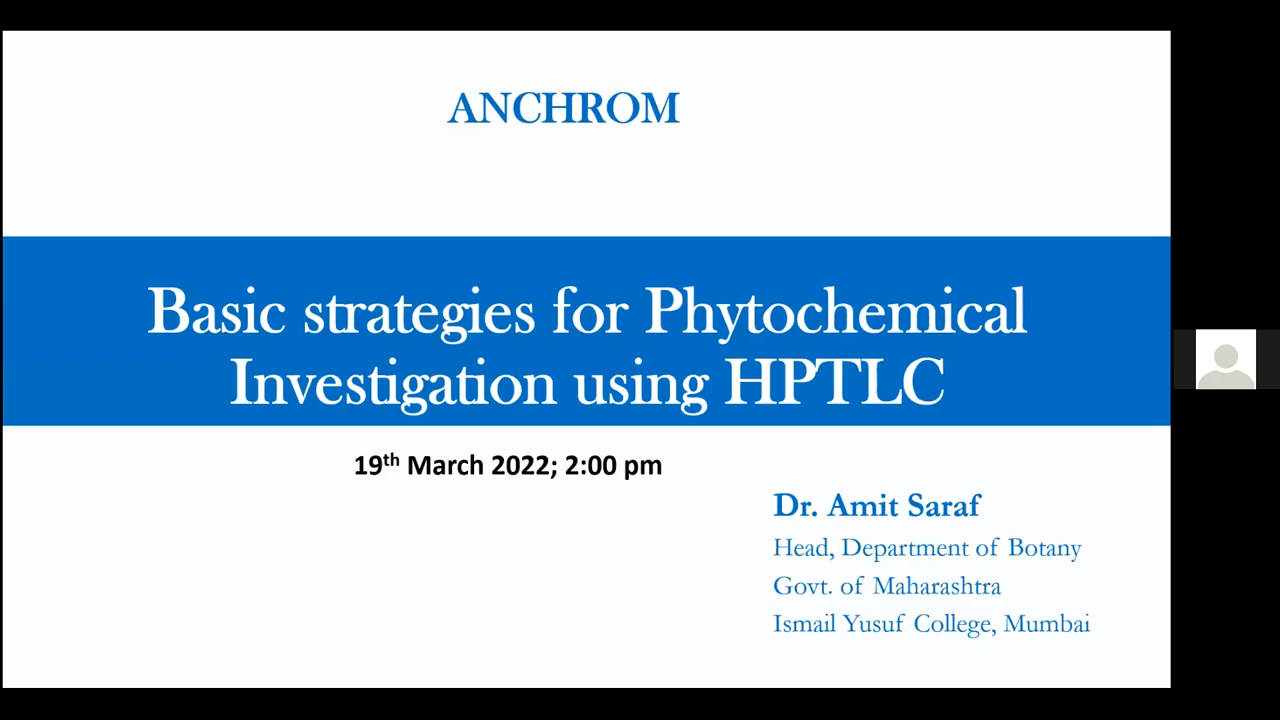 ANCHROM
Basic strategies for Phytochemical
Investigation using HPTLC
19th March 2022; 2:00 pm
Dr. Amit Saraf
Head, Department of Botany
Govt. of Maharashtra
Ismail Yusuf College, Mumbai